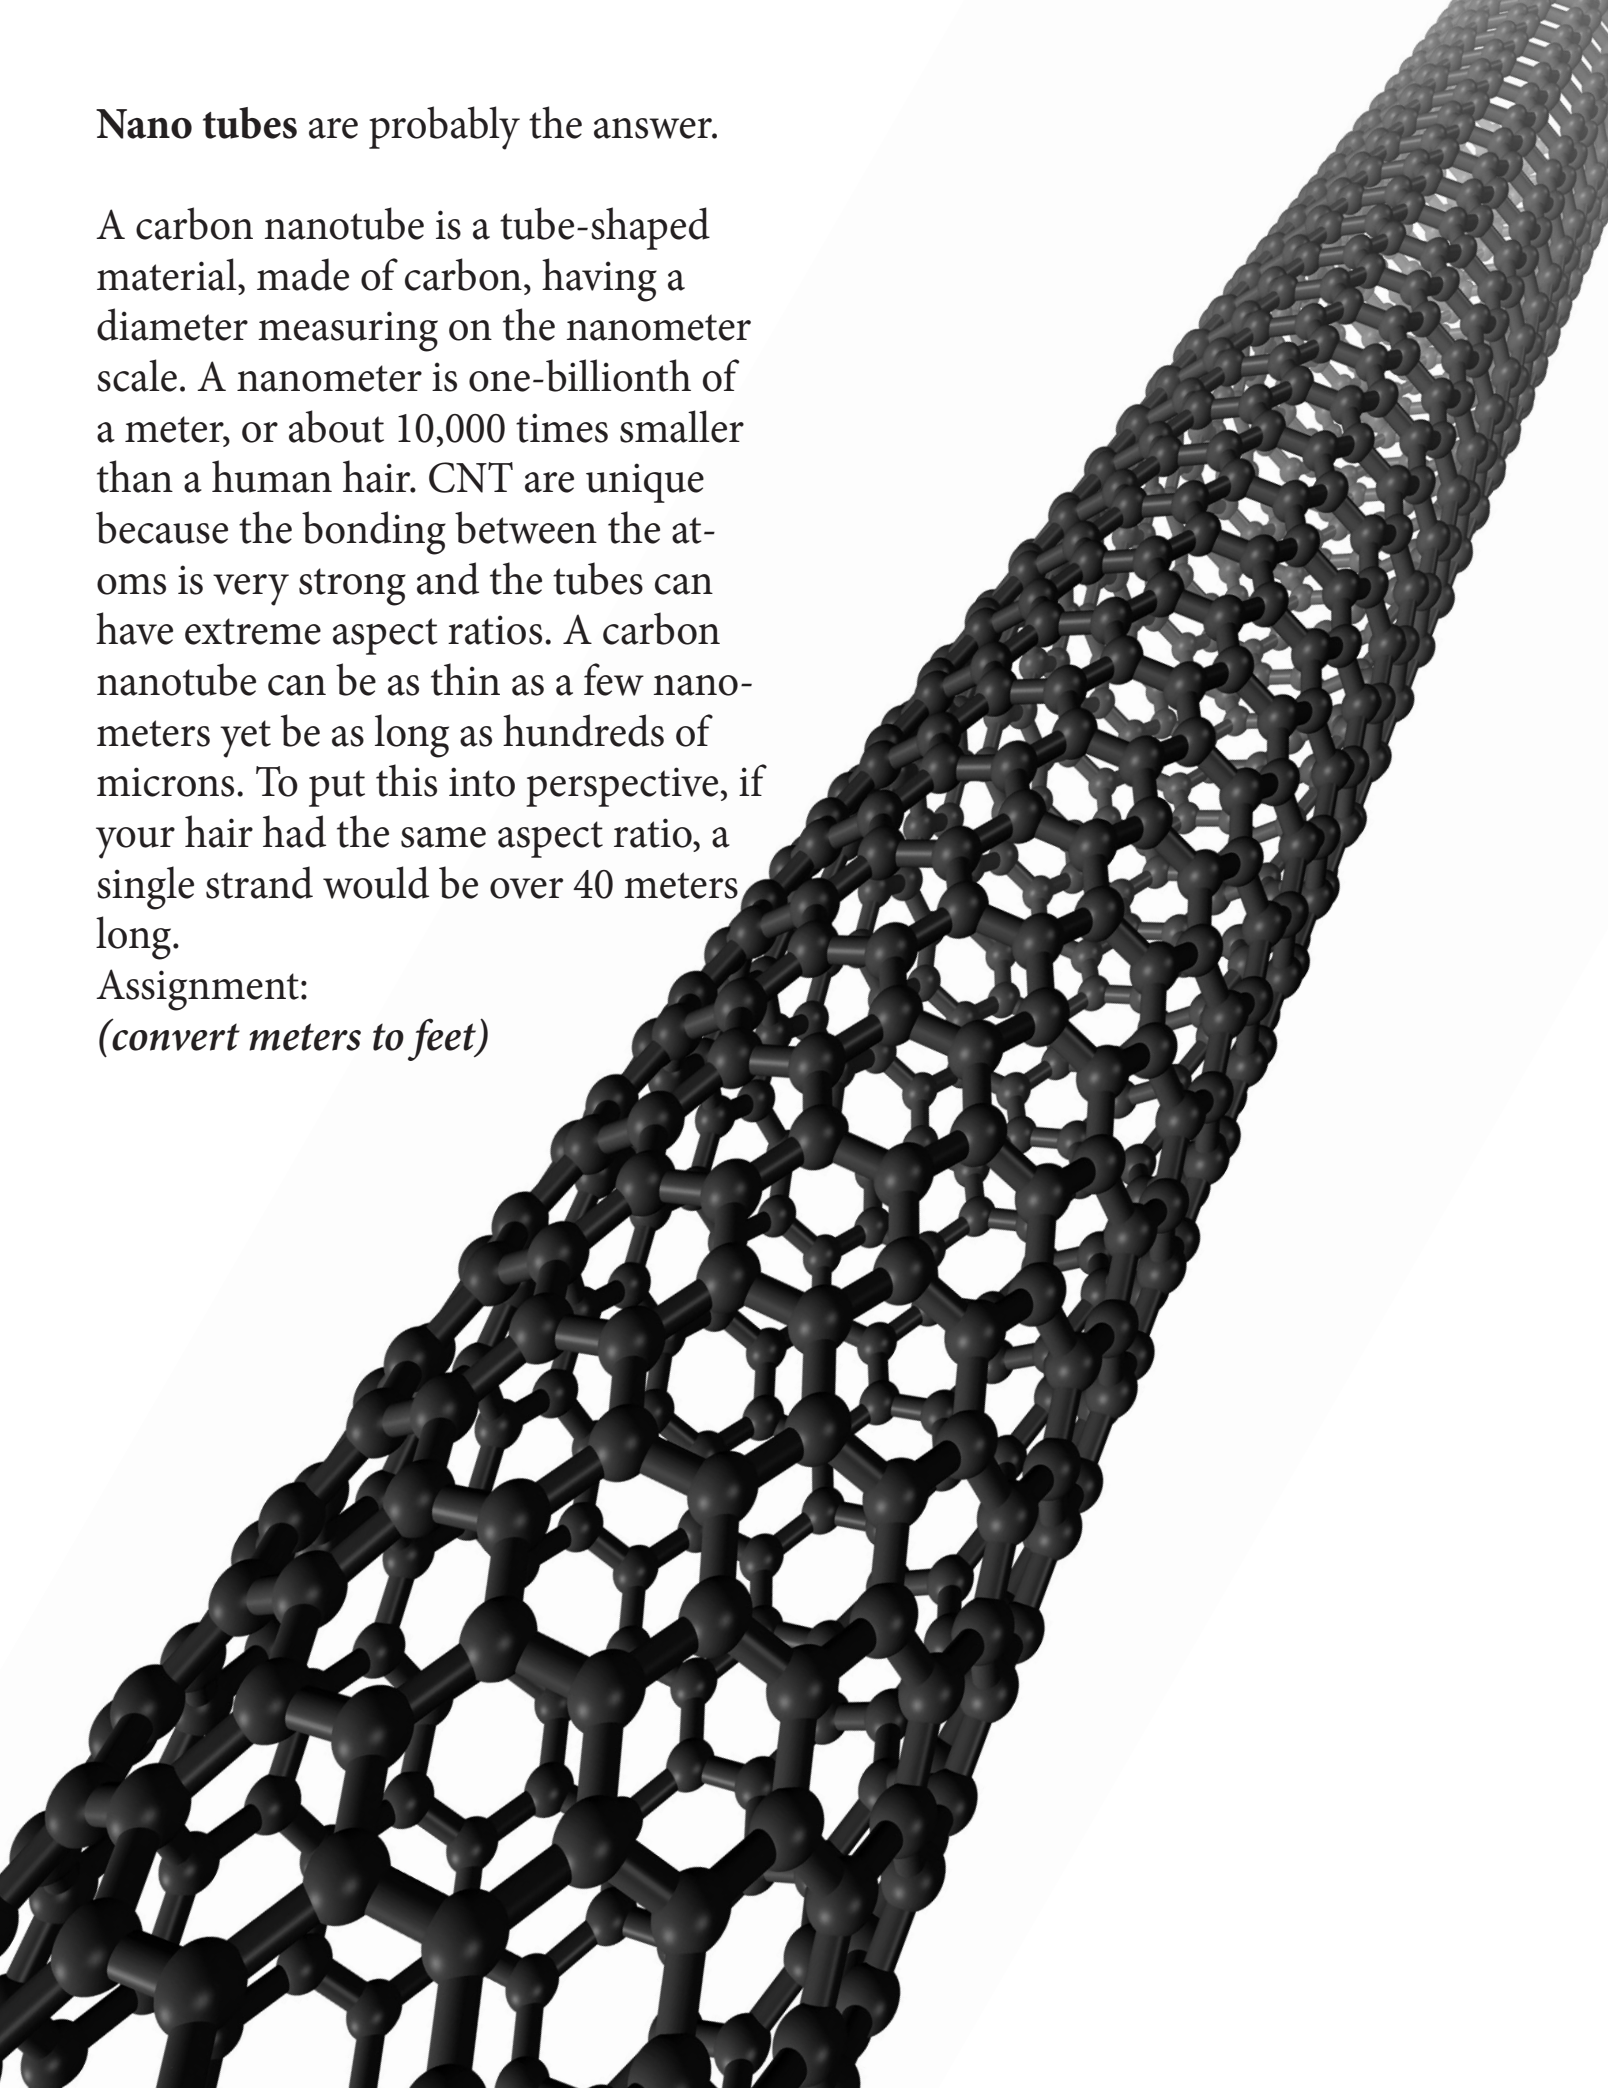 Nano tubes are probably the answer.
A carbon nanotube is a tube-shaped
material, made of carbon, having a
diameter measuring on the nanometer
scale. A nanometer is one-billionth of
a meter, or about 10,000 times smaller
than a human hair. CNT are unique
because the bonding between the at-
oms is very strong and the tubes can
have extreme aspect ratios. A carbon
nanotube can be as thin as a few nano-
meters yet be as long as hundreds of
microns. To put this into perspective, if
your hair had the same aspect ratio, a
single strand would be over 40 meters
long.
Assignment:
(convert meters to feet)